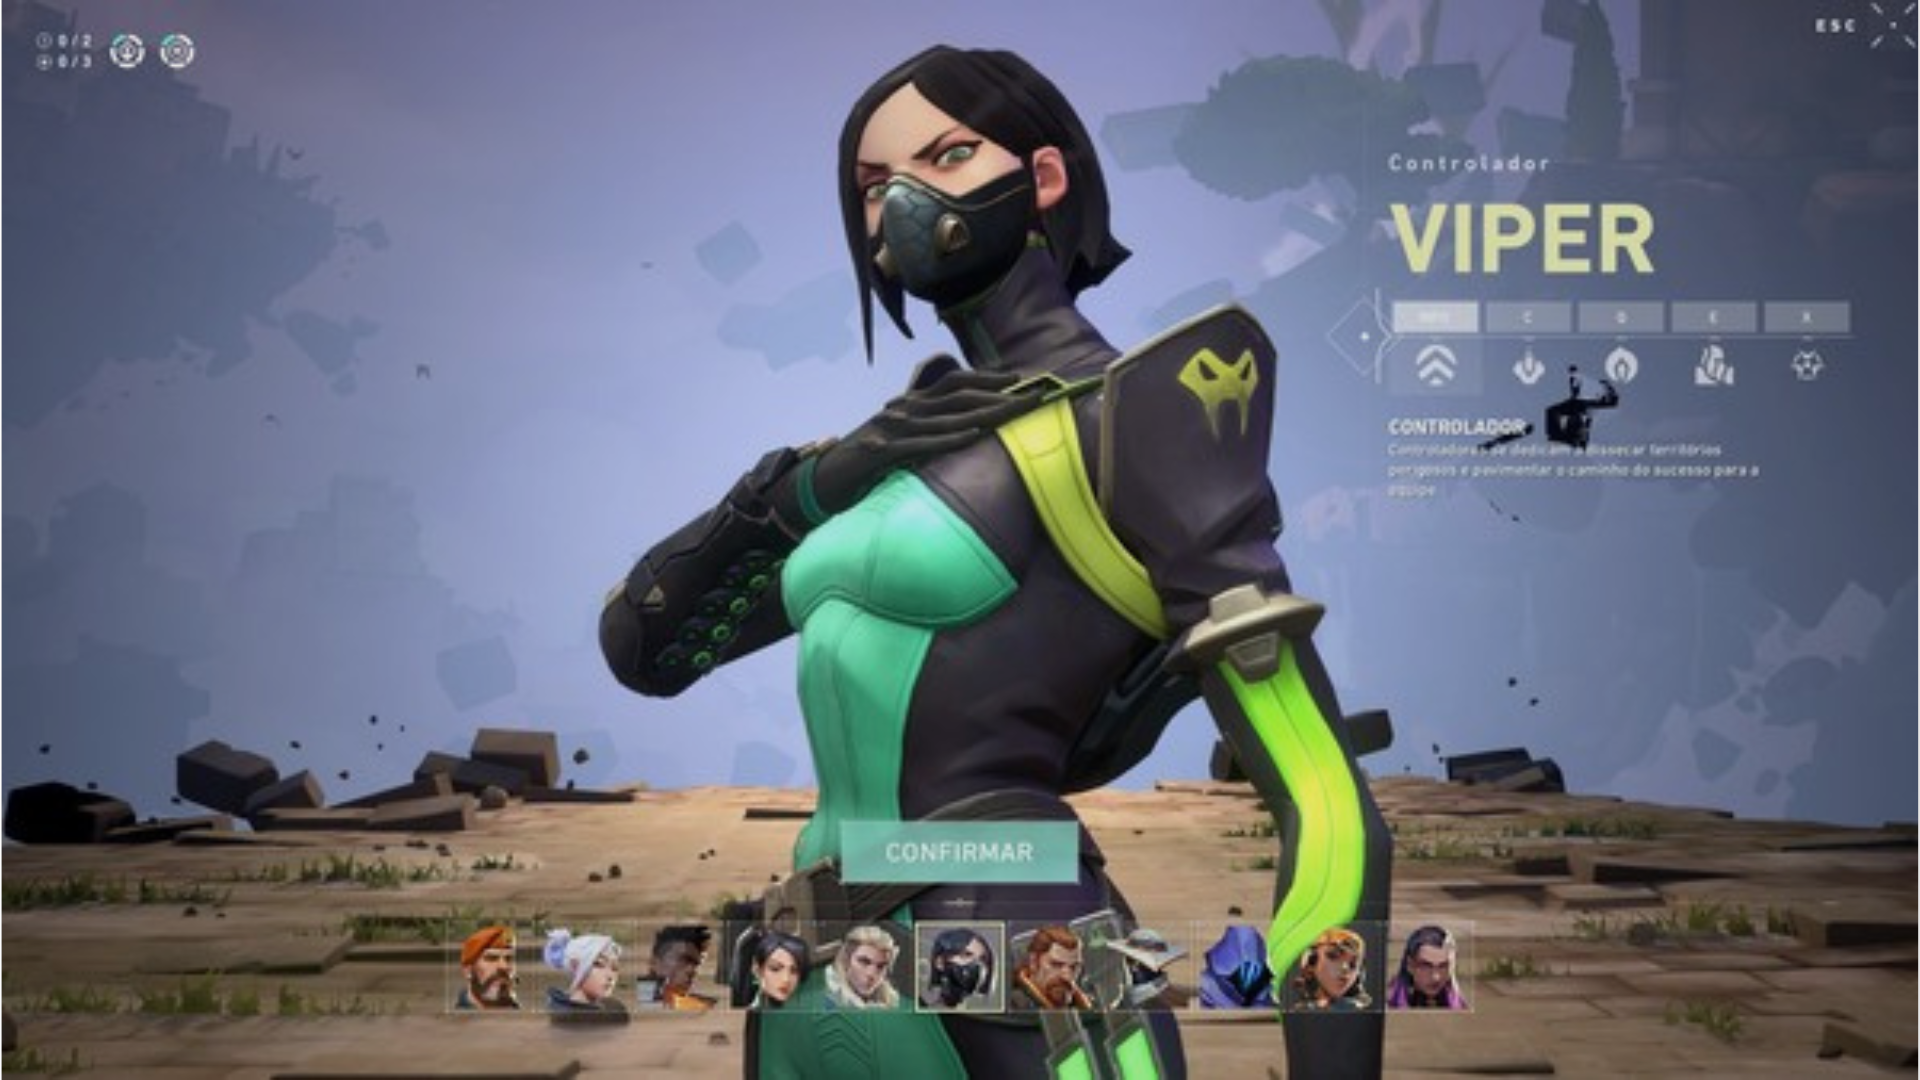 0/2
0/3
ESC
Controlador
VIPER
C Q E X
CONTROLADOR
Controladores se dedicam a dissecar territórios
perigosos e pavimentar o caminho do sucesso para a
equipe
CONFIRMAR